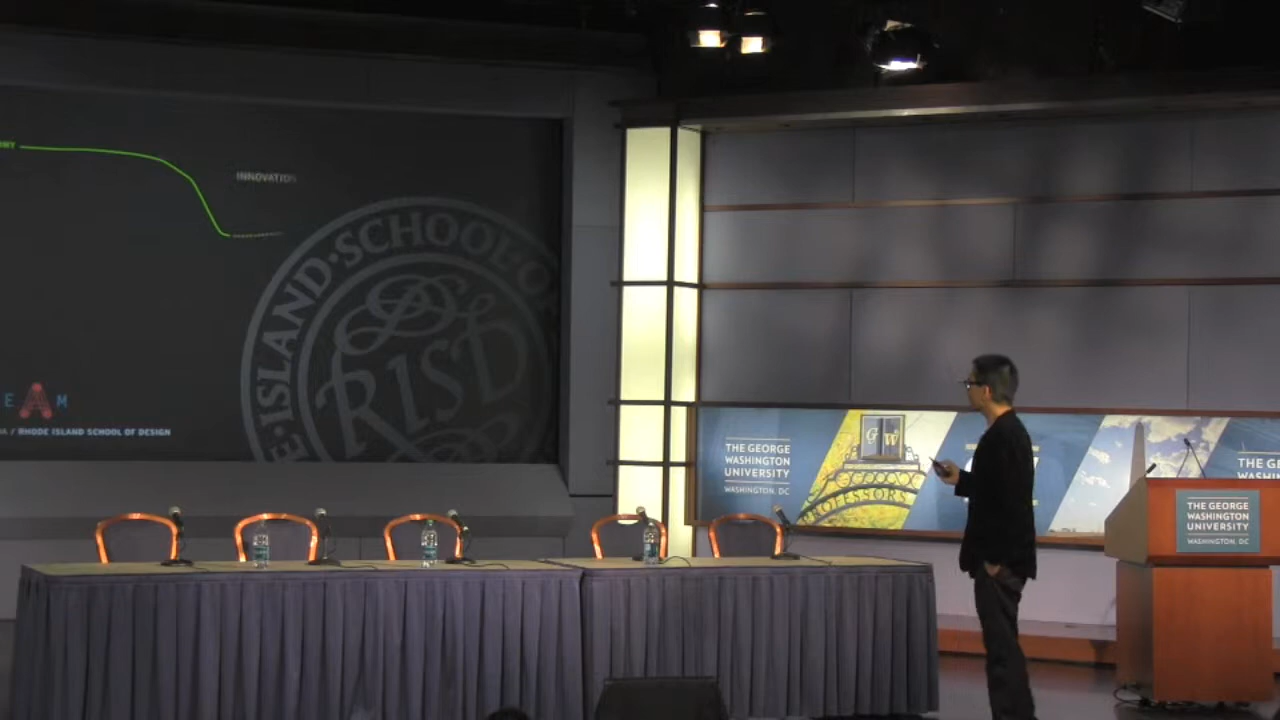 INNOVATION
E·ISLAND·SCHOOL·O
RISD
E A M
/ RHODE ISLAND SCHOOL OF DESIGN
THE GEORGE
WASHINGTON
UNIVERSITY
WASHINGTON, DC
G W
PROFESSORS
THE GEORGE
THE GEORGE
WASHINGTON
UNIVERSITY
WASHINGTON, DC